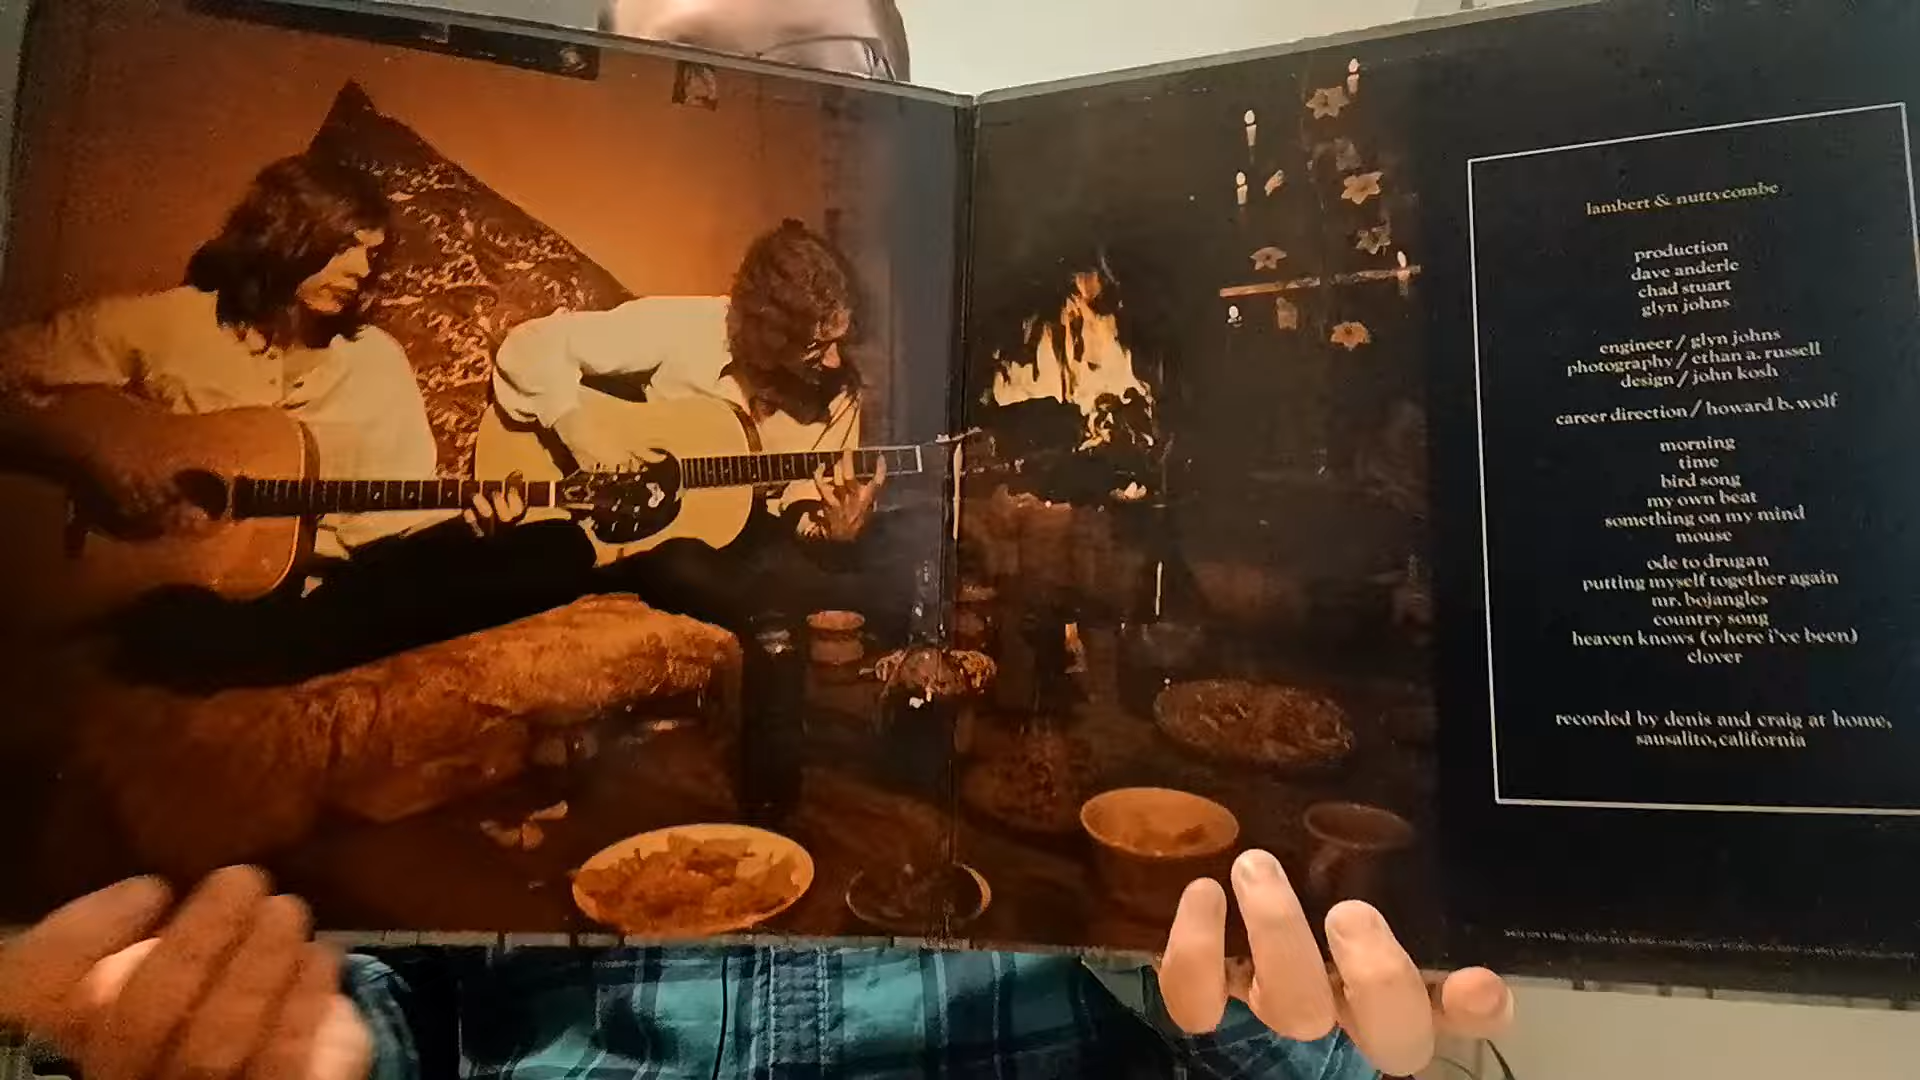 lambert & nuttycombe
production
dave anderle
chad stuart
glyn johns
engineer / glyn johns
photography / ethan a. russell
design / john kosh
career direction / howard b. wolf
morning
time
bird song
my own beat
something on my mind
mouse
ode to drugan
putting myself together again
mr. bojangles
country song
heaven knows (where i've been)
clover
recorded by denis and craig at home,
sausalito, california